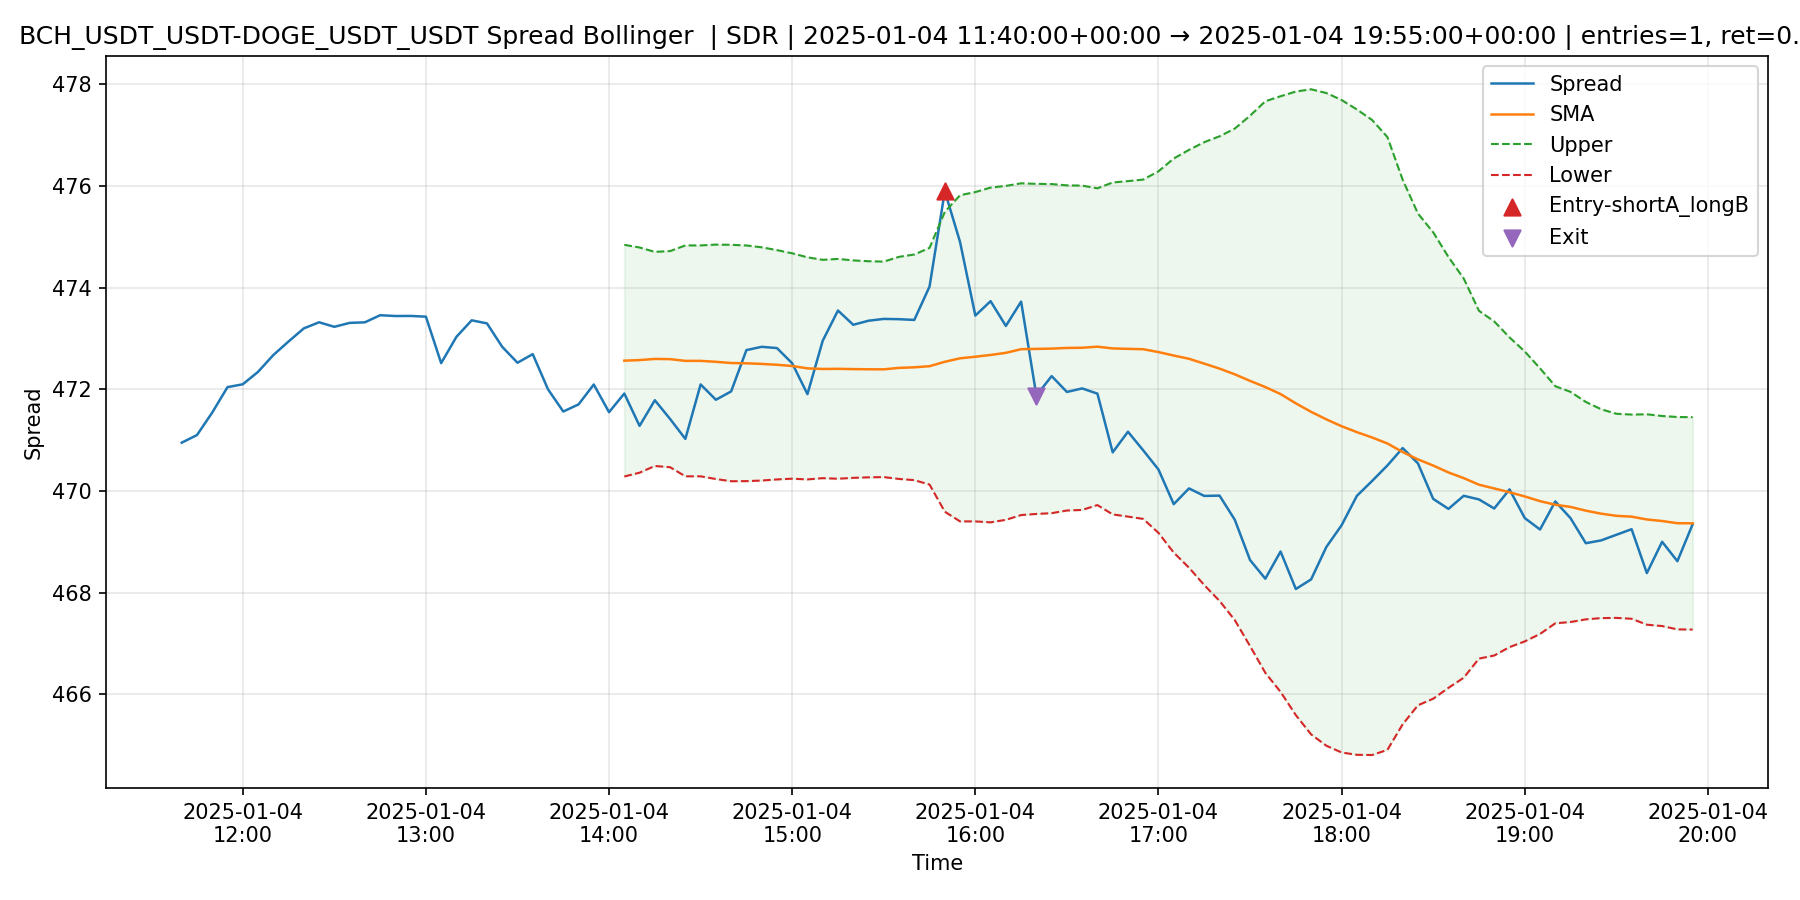 BCH_USDT_USDT-DOGE_USDT_USDT Spread Bollinger | SDR | 2025-01-04 11:40:00+00:00 → 2025-01-04 19:55:00+00:00 | entries=1, ret=0.
Spread
SMA
Upper
Lower
Entry-shortA_longB
Exit
478
476
474
472
470
468
466
Spread
2025-01-04
12:00
2025-01-04
13:00
2025-01-04
14:00
2025-01-04
15:00
2025-01-04
16:00
2025-01-04
17:00
2025-01-04
18:00
2025-01-04
19:00
2025-01-04
20:00
Time